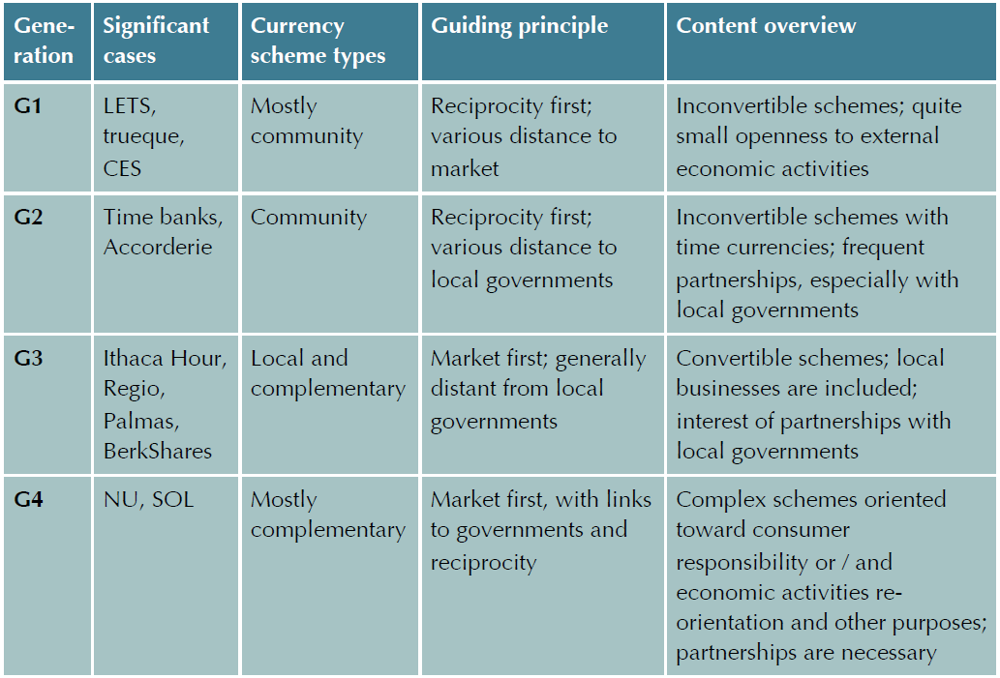 Gene-
ration
Significant
cases
Currency
scheme types
Guiding principle
Content overview
G1
LETS,
trueque,
CES
Mostly
community
Reciprocity first;
various distance to
market
Inconvertible schemes; quite
small openness to external
economic activities
G2
Time banks,
Accorderie
Community
Reciprocity first;
various distance to
local governments
Inconvertible schemes with
time currencies; frequent
partnerships, especially with
local governments
G3
Ithaca Hour,
Regio,
Palmas,
BerkShares
Local and
complementary
Market first; generally
distant from local
governments
Convertible schemes; local
businesses are included;
interest of partnerships with
local governments
G4
NU, SOL
Mostly
complementary
Market first, with links
to governments and
reciprocity
Complex schemes oriented
toward consumer
responsibility or / and
economic activities re-
orientation and other purposes;
partnerships are necessary